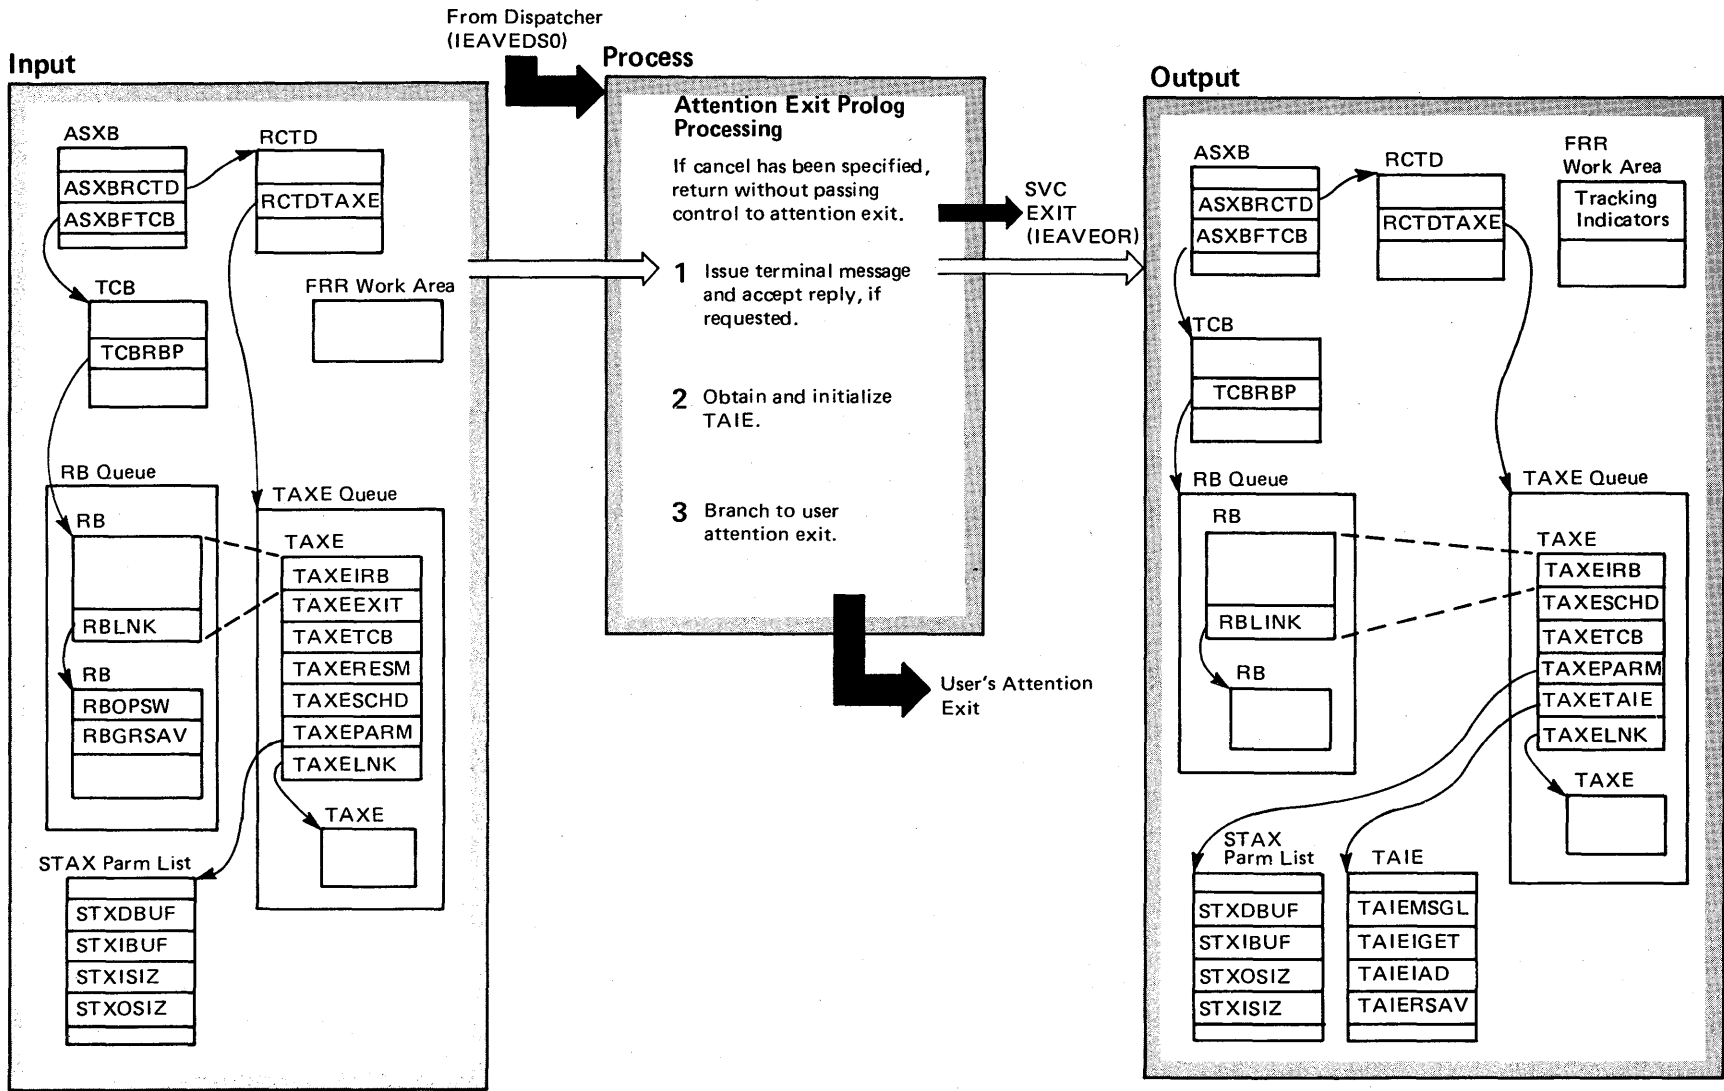 From Dispatcher
(IEAVEDS0)
Input
ASXB
ASXBRCTD
ASXBFTCB
RCTD
RCTDTAXE
TCB
TCBRBP
FRR Work Area
RB Queue
RB
RBLNK
RB
RBOPSW
RBGRSAV
TAXE Queue
TAXE
TAXEIRB
TAXEEXIT
TAXETCB
TAXERESM
TAXESCHD
TAXEPARM
TAXELNK
TAXE
STAX Parm List
STXDBUF
STXIBUF
STXISIZ
STXOSIZ
Process
Attention Exit Prolog
Processing
If cancel has been specified,
return without passing
control to attention exit.
1 Issue terminal message
and accept reply, if
requested.
2 Obtain and initialize
TAIE.
3 Branch to user
attention exit.
SVC
EXIT
(IEAVEOR)
User's Attention
Exit
Output
ASXB
ASXBRCTD
ASXBFTCB
RCTD
RCTDTAXE
FRR
Work Area
Tracking
Indicators
TCB
TCBRBP
RB Queue
RB
RBLINK
RB
TAXE Queue
TAXE
TAXEIRB
TAXESCHD
TAXETCB
TAXEPARM
TAXETAIE
TAXELNK
TAXE
STAX
Parm List
STXDBUF
STXIBUF
STXOSIZ
STXISIZ
TAIE
TAIEMSGL
TAIEIGET
TAIEIAD
TAIERSAV